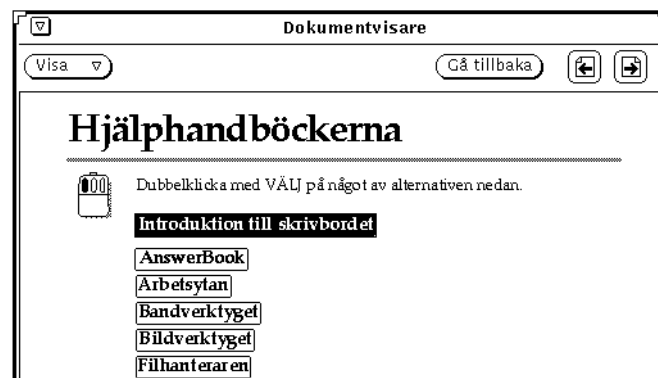 Dokumentvisare
Visa
Gå tillbaka
Hjälphandböckerna
Dubbelklicka med VÄLJ på något av alternativen nedan.
Introduktion till skrivbordet
AnswerBook
Arbetsytan
Bandverktyget
Bildverktyget
Filhanteraren